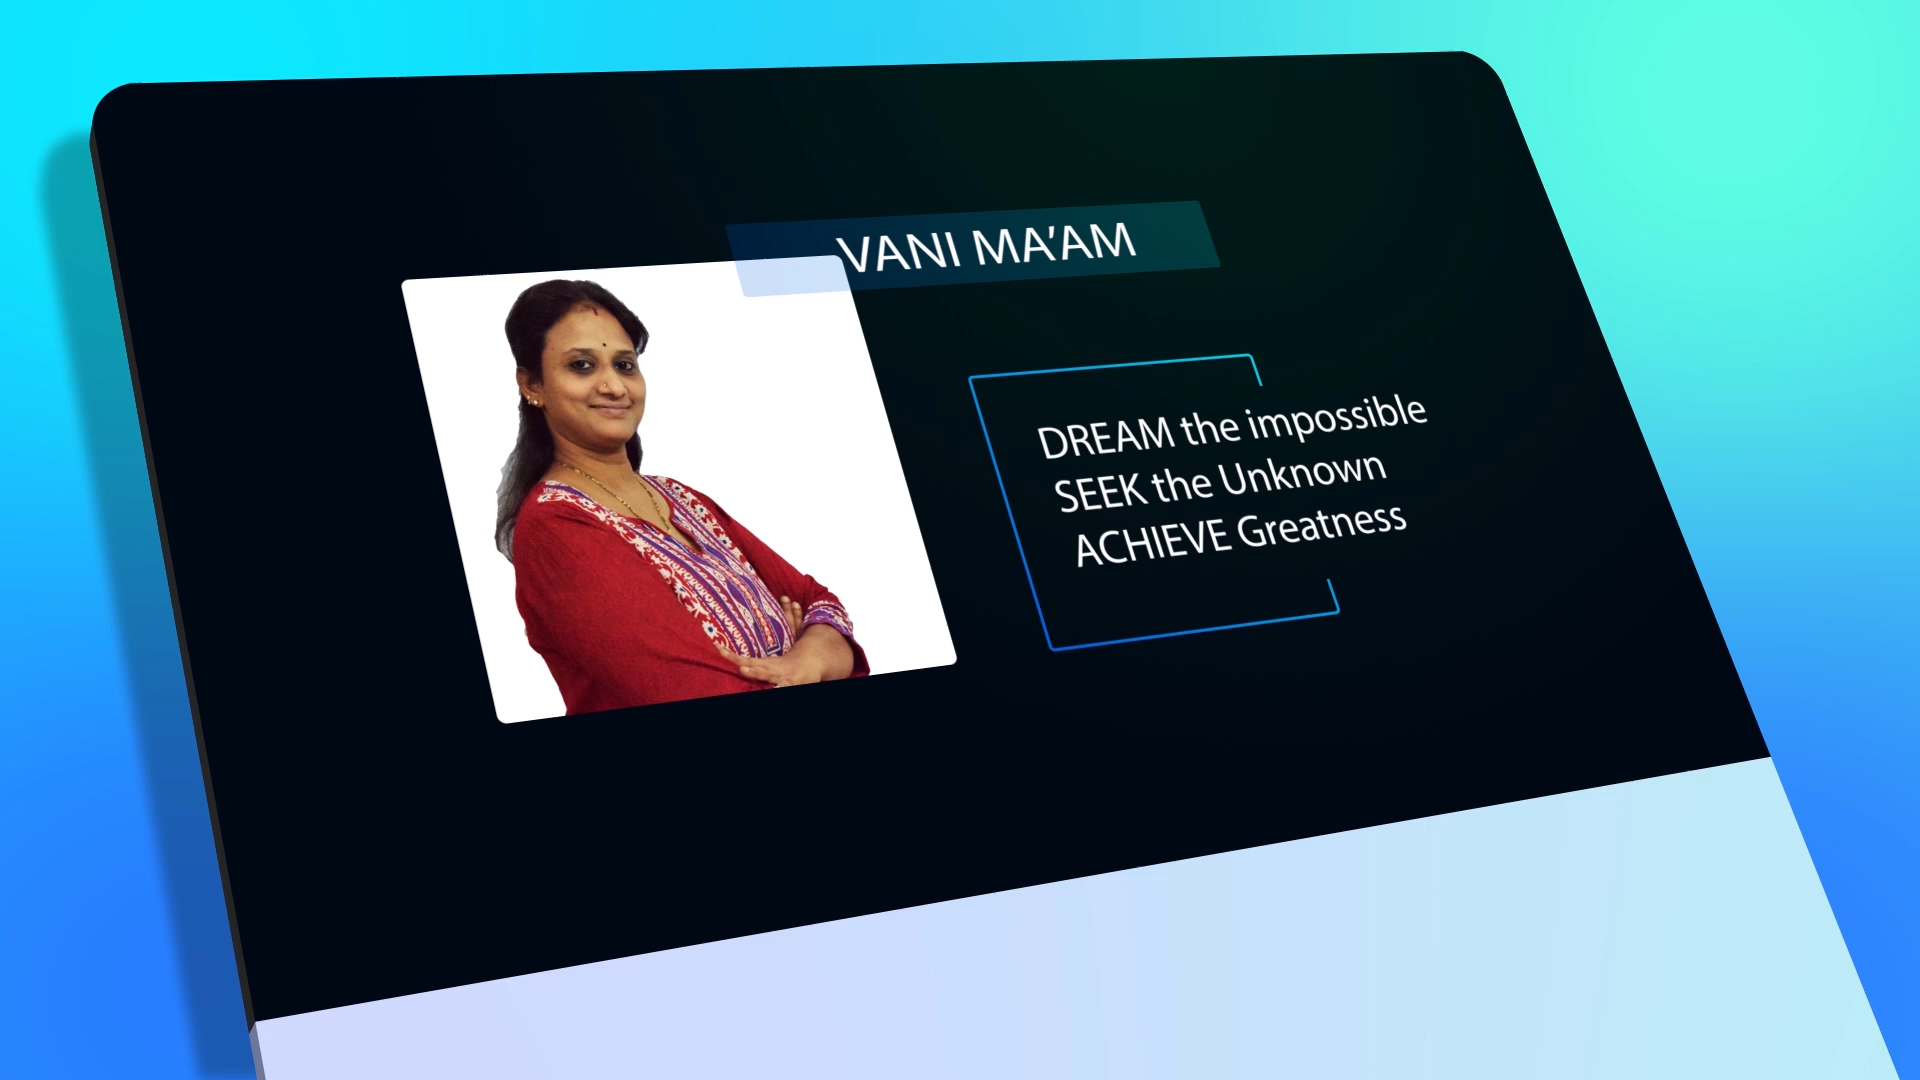 VANI MA’AM
DREAM the impossible
SEEK the Unknown
ACHIEVE Greatness